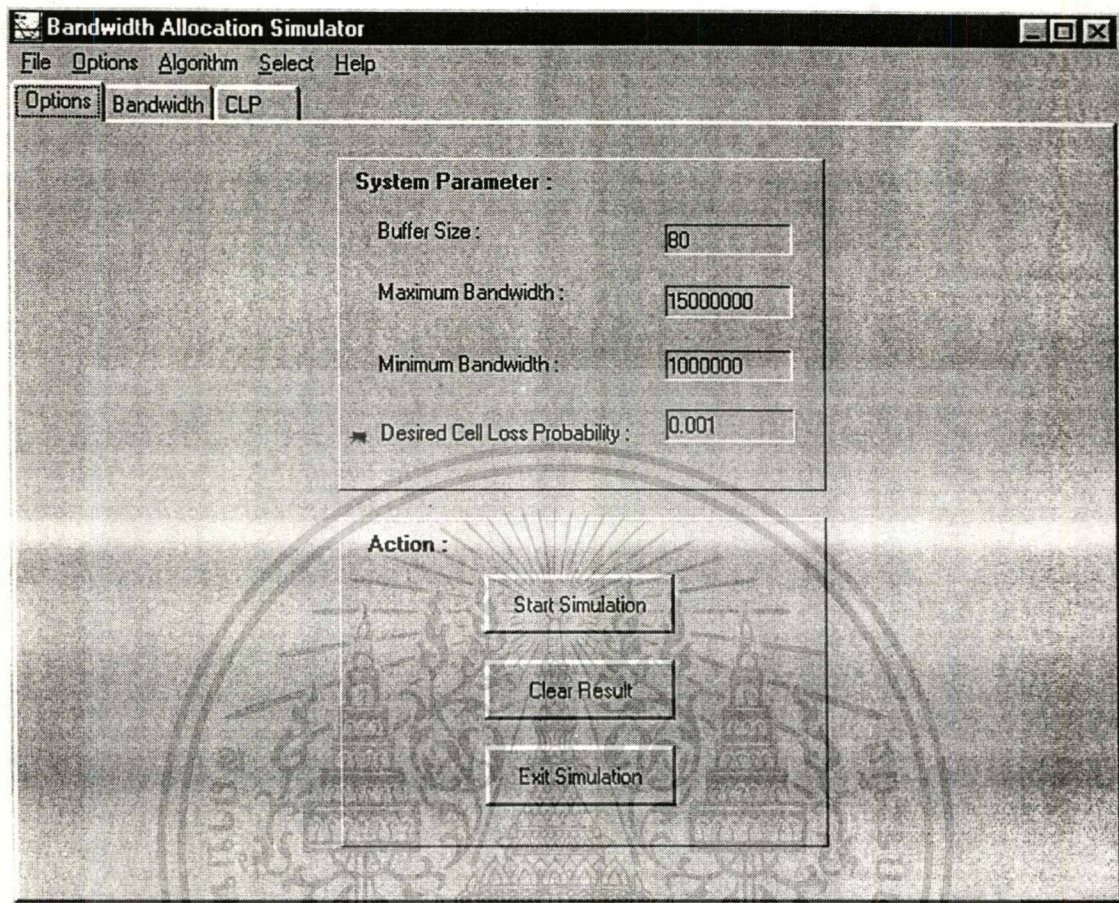 Bandwidth Allocation Simulator
File Options Algorithm Select Help
Options Bandwidth CLP
System Parameter :
Buffer Size : 80
Maximum Bandwidth : 15000000
Minimum Bandwidth : 1000000
Desired Cell Loss Probability : 0.001
Action :
Start Simulation
Clear Result
Exit Simulation